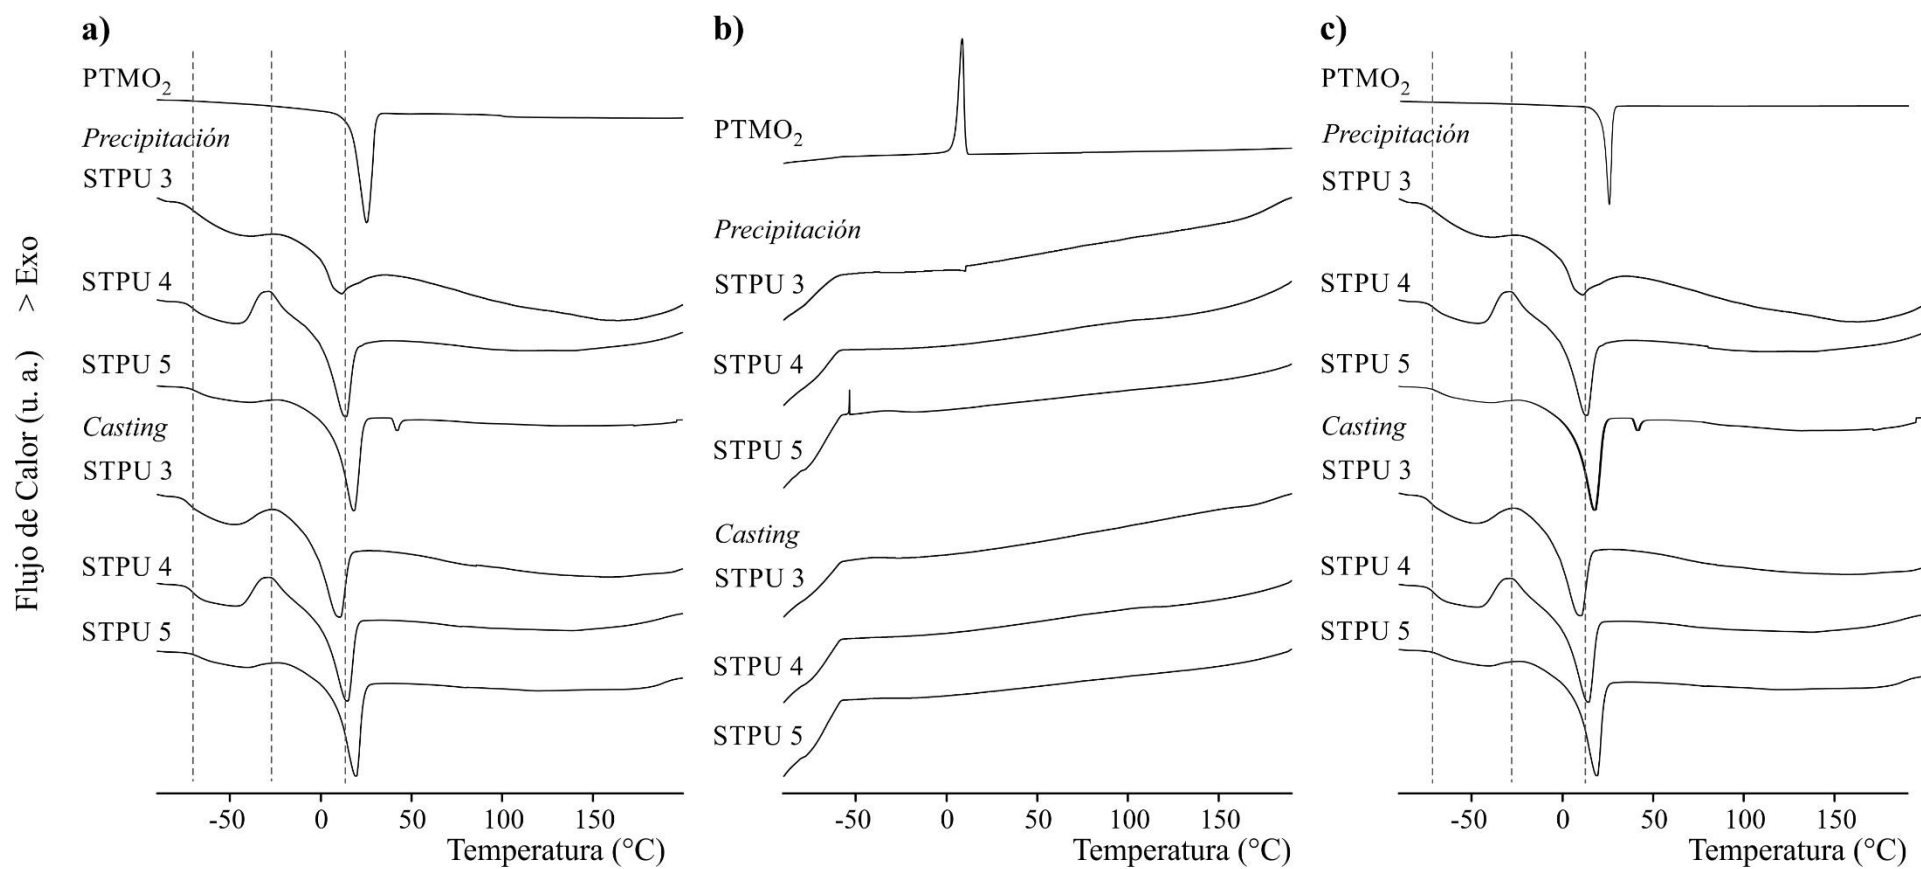 Flujo de Calor (u. a.) > Exo
a)
PTMO₂
Precipitación
STPU 3
STPU 4
STPU 5
Casting
STPU 3
STPU 4
STPU 5
-50 0 50 100 150
Temperatura (°C)
b)
PTMO₂
Precipitación
STPU 3
STPU 4
STPU 5
Casting
STPU 3
STPU 4
STPU 5
-50 0 50 100 150
Temperatura (°C)
c)
PTMO₂
Precipitación
STPU 3
STPU 4
STPU 5
Casting
STPU 3
STPU 4
STPU 5
-50 0 50 100 150
Temperatura (°C)